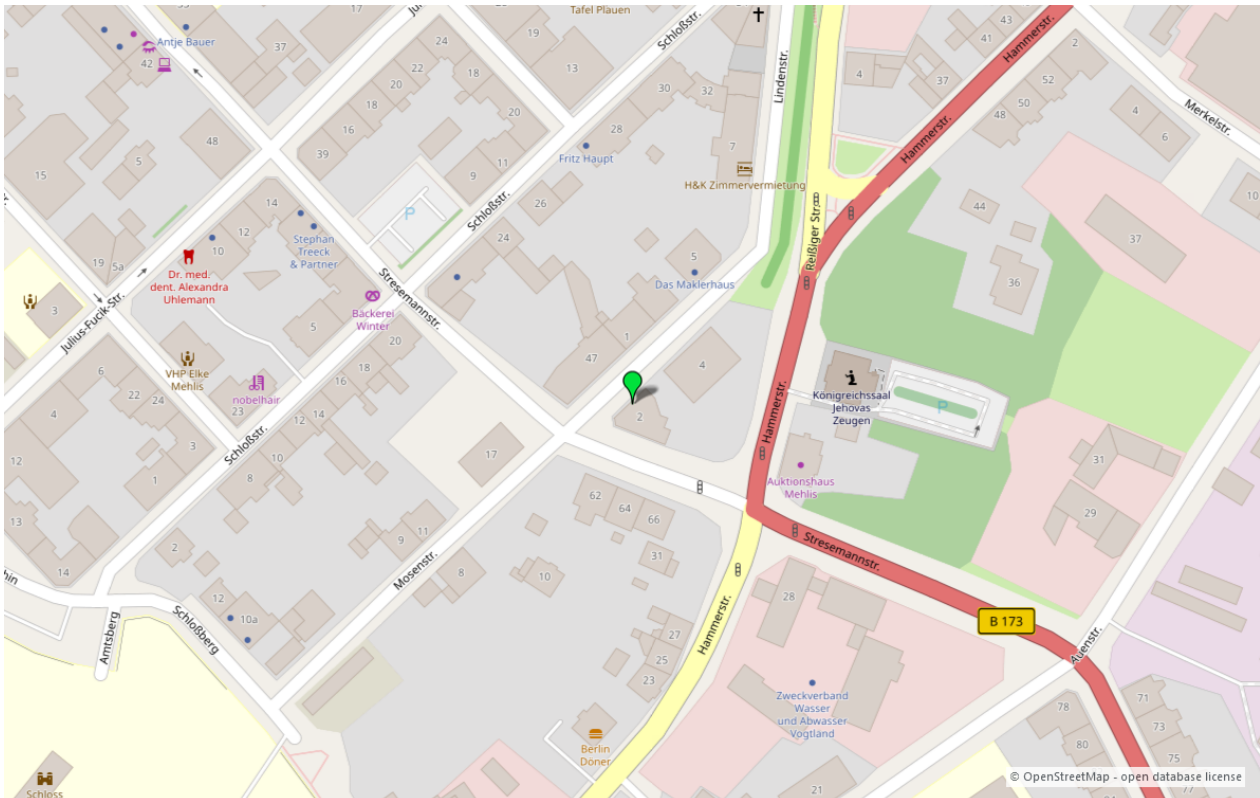 Tafel Plauen
Antje Bauer
42
37
19
13
24
18
20
22
20
18
16
39
48
5
15
Schloßstr.
30
32
28
Fritz Haupt
7
H&K Zimmervermietung
Lindenstr.
Reißiger Str.
43
41
37
4
Hammerstr.
2
52
50
48
4
6
Merkelstr.
10
Hammerstr.
44
36
37
11
9
P
Schloßstr.
26
24
14
12
10
Stephan
Treeck
& Partner
Dr. med.
dent. Alexandra
Uhlemann
19
5a
3
Julius-Fucik-Str.
Stresemannstr.
Bäckerei
Winter
5
VHP Elke
Mehlis
nobelhair
23
5
Das Maklerhaus
1
47
4
2
Königreichssaal
Jehovas
Zeugen
P
Hammerstr.
Auktionshaus
Mehlis
31
29
20
18
16
14
12
10
8
6
22
24
4
3
1
12
13
14
2
Schloßstr.
17
62
64
66
31
11
9
8
10
Mosenstr.
Stresemannstr.
B 173
Auenstr.
Hammerstr.
28
27
25
23
Zweckverband
Wasser
und Abwasser
Vogtland
Berlin
Döner
12
10a
Schloßberg
Amtsberg
Schloss
78
80
71
73
75
77
21
© OpenStreetMap - open database license